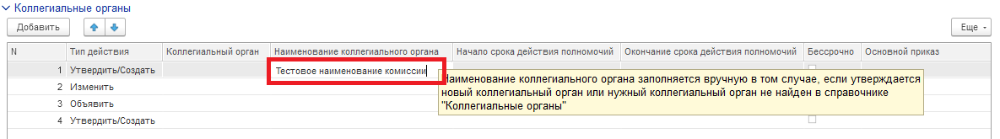 Коллегиальные органы
Добавить Еще
N Тип действия Коллегиальный орган Наименование коллегиального органа Начало срока действия полномочий Окончание срока действия полномочий Бессрочно Основной приказ
1 Утвердить/Создать Тестовое наименование комиссии
2 Изменить
3 Объявить
4 Утвердить/Создать
Наименование коллегиального органа заполняется вручную в том случае, если утверждается
новый коллегиальный орган или нужный коллегиальный орган не найден в справочнике
"Коллегиальные органы"